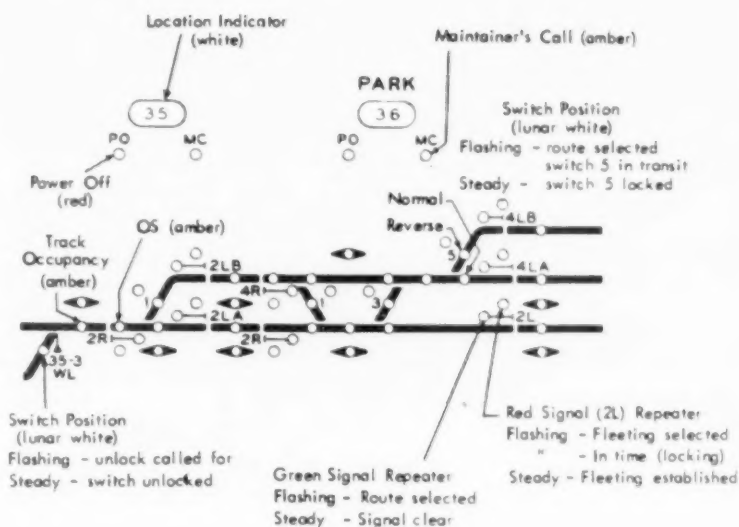 Location Indicator
(white)
Maintainer's Call (amber)
PARK
35
36
PO
MC
PO
MC
Switch Position
(lunar white)
Flashing - route selected
switch 5 in transit
Steady - switch 5 locked
Power Off
(red)
Normal
Reverse
OS (amber)
Track
Occupancy
(amber)
4LB
5
2LB
4LA
4R
1
1
3
2LA
2L
2R
2R
35-3
WL
Switch Position
(lunar white)
Flashing - unlock called for
Steady - switch unlocked
Red Signal (2L) Repeater
Flashing - Fleeting selected
" - In time (locking)
Steady - Fleeting established
Green Signal Repeater
Flashing - Route selected
Steady - Signal clear